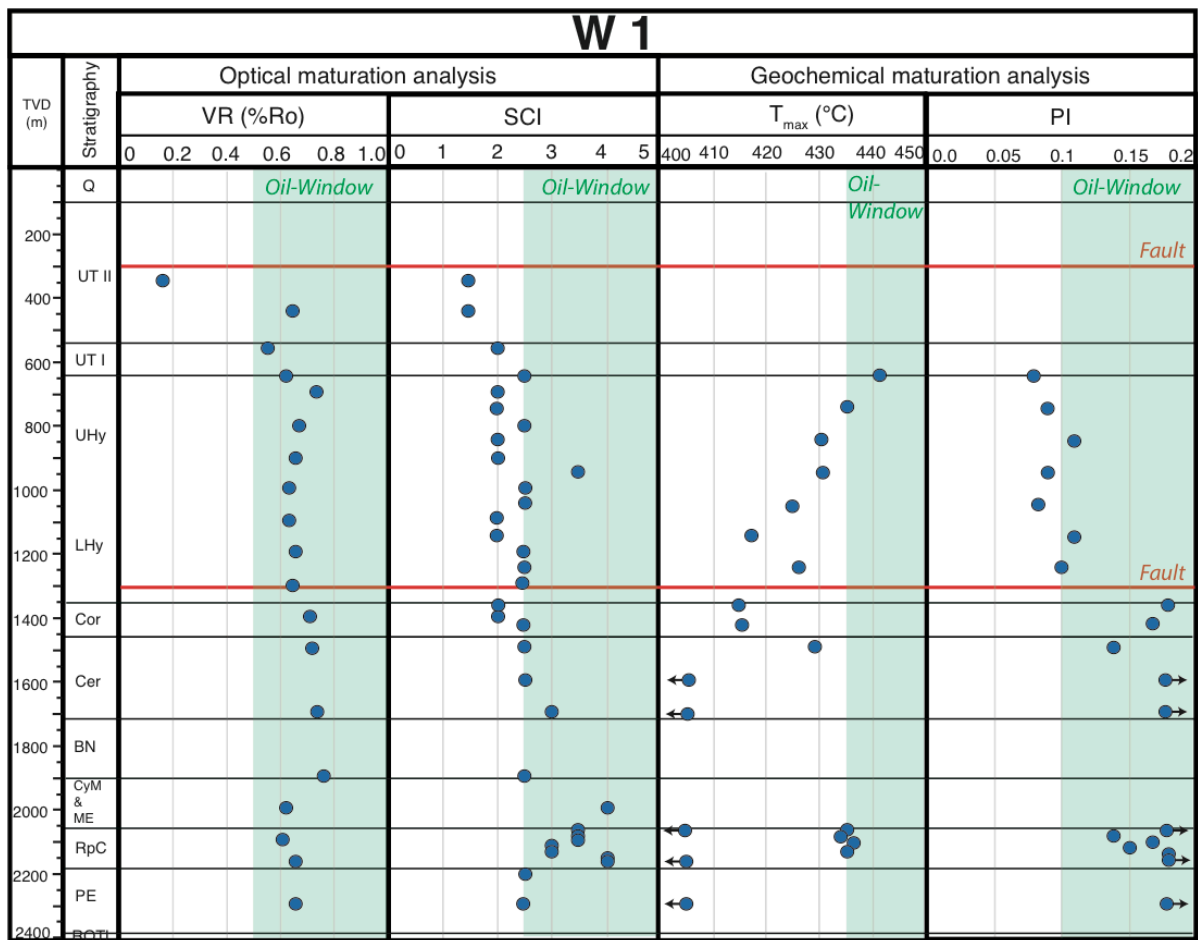 W 1
Optical maturation analysis
Geochemical maturation analysis
TVD
(m)
Stratigraphy
VR (%Ro)
SCI
Tmax (°C)
PI
0 0.2 0.4 0.6 0.8 1.0
0 1 2 3 4 5
400 410 420 430 440 450
0.0 0.05 0.1 0.15 0.2
Q
Oil-Window
Oil-Window
Oil-
Window
Oil-Window
200
Fault
UT II
400
600
UT I
800
UHy
1000
LHy
1200
Fault
1400
Cor
1600
Cer
1800
BN
CyM
&
ME
2000
RpC
2200
PE
2400